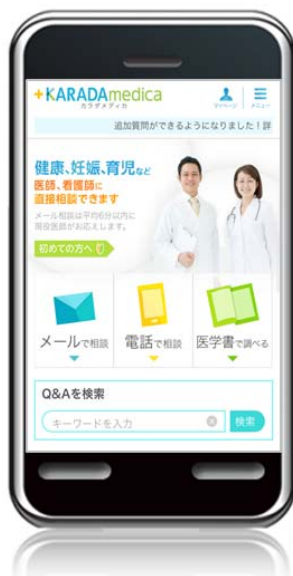 +KARADAmedica
カラダメディカ
マイページ
メニュー
追加質問ができるようになりました！詳
健康、妊娠、育児など
医師、看護師に
直接相談できます
メール相談は平均6分以内に
現役医師がお応えします。
初めての方へ
メールで相談
電話で相談
医学書で調べる
Q&Aを検索
キーワードを入力
検索